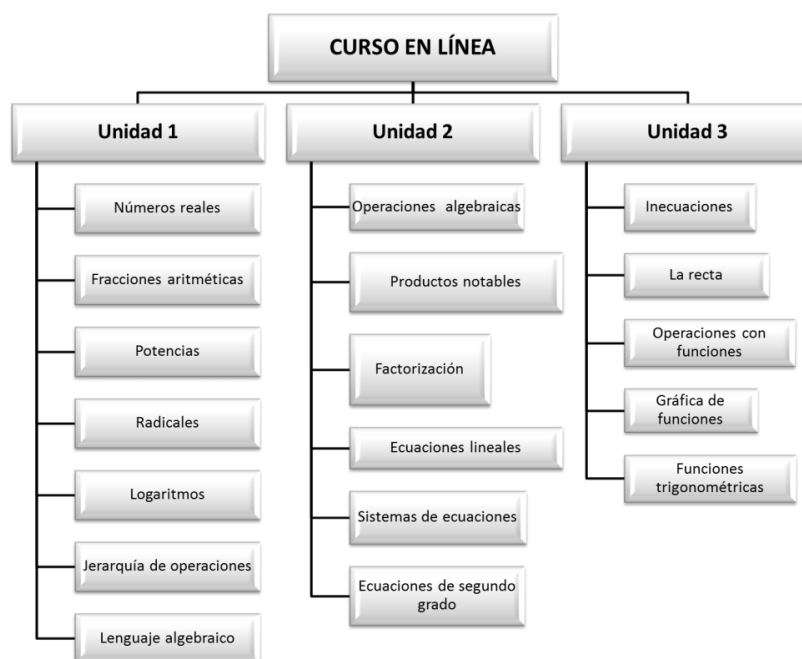 CURSO EN LÍNEA
Unidad 1
Números reales
Fracciones aritméticas
Potencias
Radicales
Logaritmos
Jerarquía de operaciones
Lenguaje algebraico
Unidad 2
Operaciones algebraicas
Productos notables
Factorización
Ecuaciones lineales
Sistemas de ecuaciones
Ecuaciones de segundo
grado
Unidad 3
Inecuaciones
La recta
Operaciones con
funciones
Gráfica de
funciones
Funciones
trigonométricas